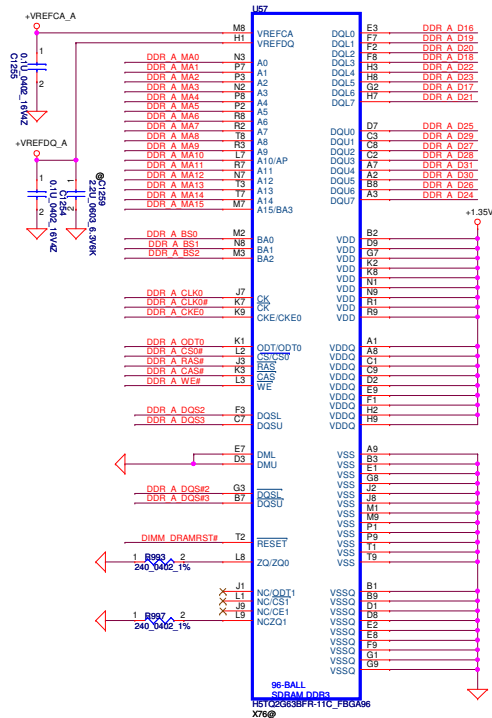 U57
+VREFCA_A
M8 VREFCA
H1 VREFDQ
1
2
C1255
0.1U_0402_16V4Z
+VREFDQ_A
1
2
C1254
0.1U_0402_16V4Z
1
2
@C1259
2.2U_0603_6.3V6K
DDR_A_MA0 N3 A0
DDR_A_MA1 P7 A1
DDR_A_MA2 P3 A2
DDR_A_MA3 N2 A3
DDR_A_MA4 P8 A4
DDR_A_MA5 P2 A5
DDR_A_MA6 R8 A6
DDR_A_MA7 R2 A7
DDR_A_MA8 T8 A8
DDR_A_MA9 R3 A9
DDR_A_MA10 L7 A10/AP
DDR_A_MA11 R7 A11
DDR_A_MA12 N7 A12
DDR_A_MA13 T3 A13
DDR_A_MA14 T7 A14
DDR_A_MA15 M7 A15/BA3
DDR_A_BS0 M2 BA0
DDR_A_BS1 N8 BA1
DDR_A_BS2 M3 BA2
DDR_A_CLK0 J7 CK
DDR_A_CLK0# K7 CK
DDR_A_CKE0 K9 CKE/CKE0
DDR_A_ODT0 K1 ODT/ODT0
DDR_A_CS0# L2 CS/CS0
DDR_A_RAS# J3 RAS
DDR_A_CAS# K3 CAS
DDR_A_WE# L3 WE
DDR_A_DQS2 F3 DQSL
DDR_A_DQS3 C7 DQSU
E7 DML
D3 DMU
DDR_A_DQS#2 G3 DQSL
DDR_A_DQS#3 B7 DQSU
DIMM_DRAMRST# T2 RESET
1 R993 2 L8 ZQ/ZQ0
240_0402_1%
J1 NC/ODT1
L1 NC/CS1
J9 NC/CE1
1 R997 2 L9 NCZQ1
240_0402_1%
DQL0 E3 DDR_A_D16
DQL1 F7 DDR_A_D19
DQL2 F2 DDR_A_D20
DQL3 F8 DDR_A_D18
DQL4 H3 DDR_A_D22
DQL5 H8 DDR_A_D23
DQL6 G2 DDR_A_D17
DQL7 H7 DDR_A_D21
DQU0 D7 DDR_A_D25
DQU1 C3 DDR_A_D29
DQU2 C8 DDR_A_D27
DQU3 C2 DDR_A_D28
DQU4 A7 DDR_A_D31
DQU5 A2 DDR_A_D30
DQU6 B8 DDR_A_D26
DQU7 A3 DDR_A_D24
+1.35V
VDD B2
VDD D9
VDD G7
VDD K2
VDD K8
VDD N1
VDD N9
VDD R1
VDD R9
VDDQ A1
VDDQ A8
VDDQ C1
VDDQ C9
VDDQ D2
VDDQ E9
VDDQ F1
VDDQ H2
VDDQ H9
VSS A9
VSS B3
VSS E1
VSS G8
VSS J2
VSS J8
VSS M1
VSS M9
VSS P1
VSS P9
VSS T1
VSS T9
VSSQ B1
VSSQ B9
VSSQ D1
VSSQ D8
VSSQ E2
VSSQ E8
VSSQ F9
VSSQ G1
VSSQ G9
96-BALL
SDRAM DDR3
H5TQ2G63BFR-11C_FBGA96
X76@